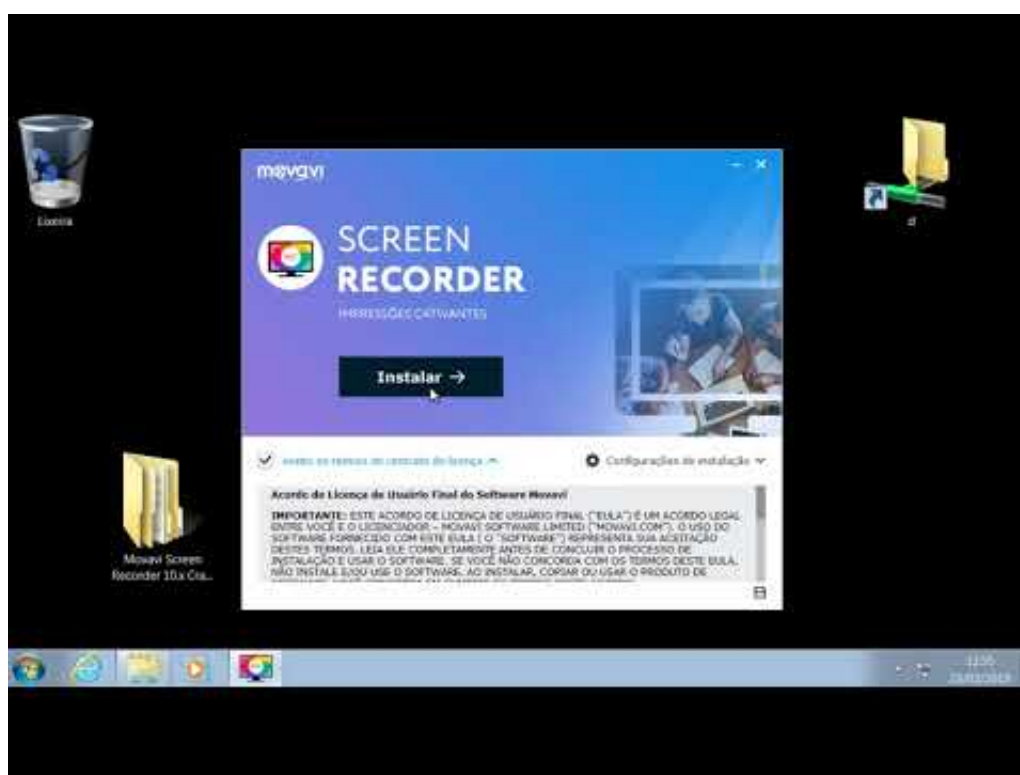 movavi
Lixeira
d
SCREEN
RECORDER
IMPRESSÕES CATIVANTES
Instalar →
Aceito os termos do contrato de licença
Configurações de instalação
Acordo de Licença de Usuário Final do Software Movavi
IMPORTANTE: ESTE ACORDO DE LICENÇA DE USUÁRIO FINAL ("EULA") É UM ACORDO LEGAL
ENTRE VOCÊ E O LICENCIADOR – MOVAVI SOFTWARE LIMITED ("MOVAVI.COM"). O USO DO
SOFTWARE FORNECIDO COM ESTE EULA ( O "SOFTWARE") REPRESENTA SUA ACEITAÇÃO
DESTES TERMOS. LEIA ELE COMPLETAMENTE ANTES DE CONCLUIR O PROCESSO DE
INSTALAÇÃO E USAR O SOFTWARE. SE VOCÊ NÃO CONCORDA COM OS TERMOS DESTE EULA,
NÃO INSTALE E/OU USE O SOFTWARE. AO INSTALAR, COPIAR OU USAR O PRODUTO DE
Movavi Screen
Recorder 10.x Cra...